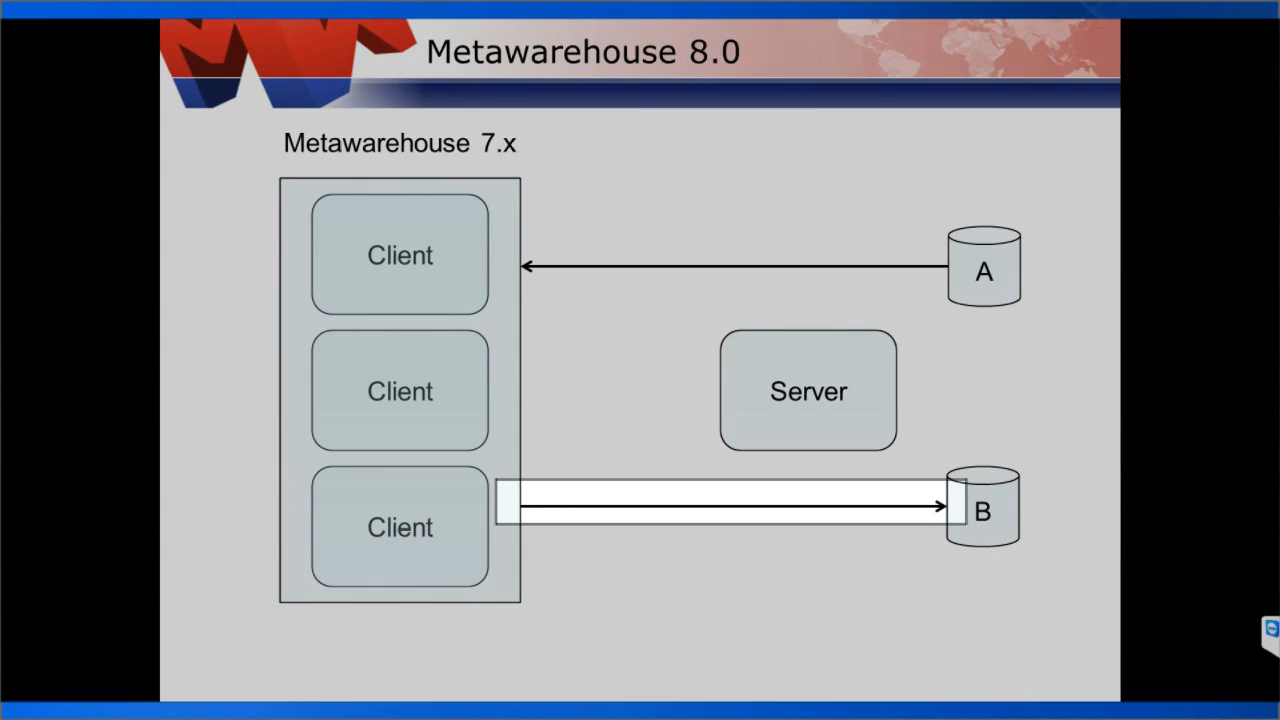 Metawarehouse 8.0
Metawarehouse 7.x
Client
A
Client
Server
Client
B